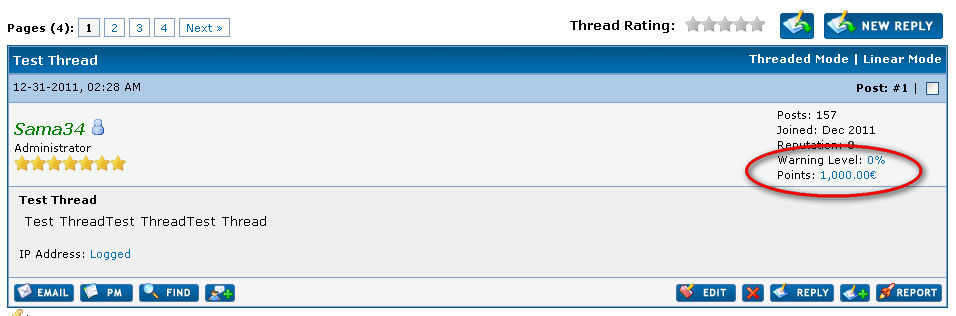 Pages (4): 1 2 3 4 Next »
Thread Rating:
NEW REPLY
Test Thread
Threaded Mode | Linear Mode
12-31-2011, 02:28 AM
Post: #1 |
Sama34
Administrator
Posts: 157
Joined: Dec 2011
Reputation: 0
Warning Level: 0%
Points: 1,000.00€
Test Thread
Test ThreadTest ThreadTest Thread
IP Address: Logged
EMAIL PM FIND EDIT REPLY REPORT